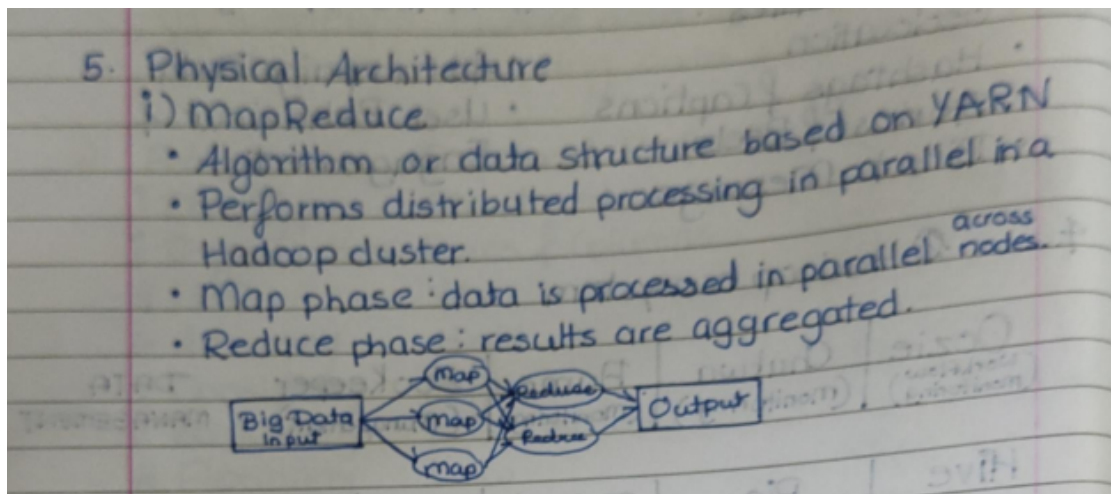 5. Physical Architecture
i) MapReduce
• Algorithm or data structure based on YARN
• Performs distributed processing in parallel in a
Hadoop cluster.
• Map phase : data is processed in parallel across nodes.
• Reduce phase : results are aggregated.
Big Data
Input
Map
Map
Map
Reduce
Reduce
Output